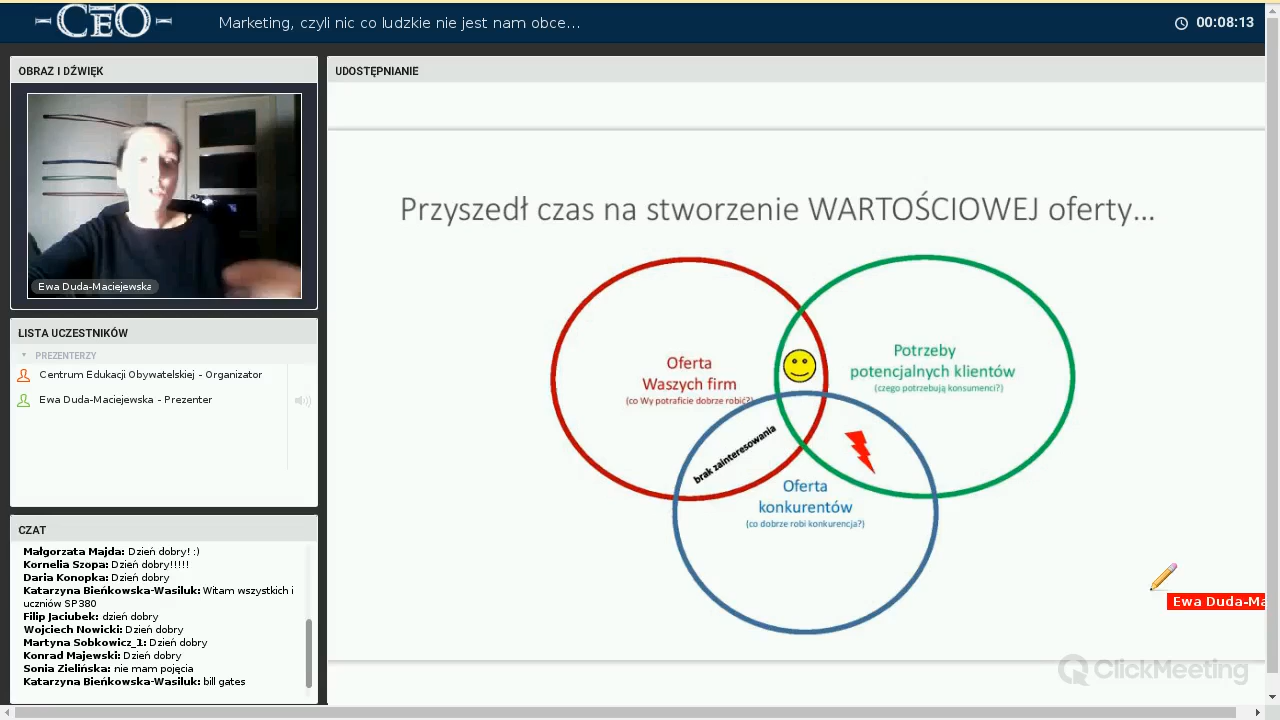 CEO
Marketing, czyli nic co ludzkie nie jest nam obce...
00:08:13
OBRAZ I DŹWIĘK
Ewa Duda-Maciejewska
LISTA UCZESTNIKÓW
PREZENTERZY
Centrum Edukacji Obywatelskiej - Organizator
Ewa Duda-Maciejewska - Prezenter
CZAT
Małgorzata Majda: Dzień dobry! :)
Kornelia Szopa: Dzień dobry!!!!!
Daria Konopka: Dzień dobry
Katarzyna Bieńkowska-Wasiluk: Witam wszystkich i
uczniów SP380
Filip Jaciubek: dzień dobry
Wojciech Nowicki: Dzień dobry
Martyna Sobkowicz_1: Dzień dobry
Konrad Majewski: Dzień dobry
Sonia Zielińska: nie mam pojęcia
Katarzyna Bieńkowska-Wasiluk: bill gates
UDOSTĘPNIANIE
Przyszedł czas na stworzenie WARTOŚCIOWEJ oferty...
Oferta
Waszych firm
(co Wy potraficie dobrze robić?)
Potrzeby
potencjalnych klientów
(czego potrzebują konsumenci?)
brak zainteresowania
Oferta
konkurentów
(co dobrze robi konkurencja?)
Ewa Duda-Ma
ClickMeeting